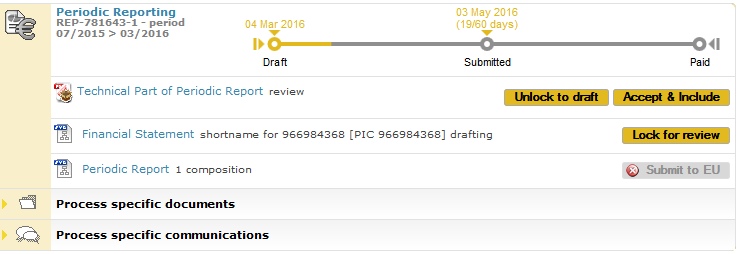 Periodic Reporting
REP-781643-1 - period
07/2015 > 03/2016
04 Mar 2016
03 May 2016
(19/60 days)
Draft
Submitted
Paid
Technical Part of Periodic Report review
Unlock to draft
Accept & Include
Financial Statement shortname for 966984368 [PIC 966984368] drafting
Lock for review
Periodic Report 1 composition
Submit to EU
Process specific documents
Process specific communications